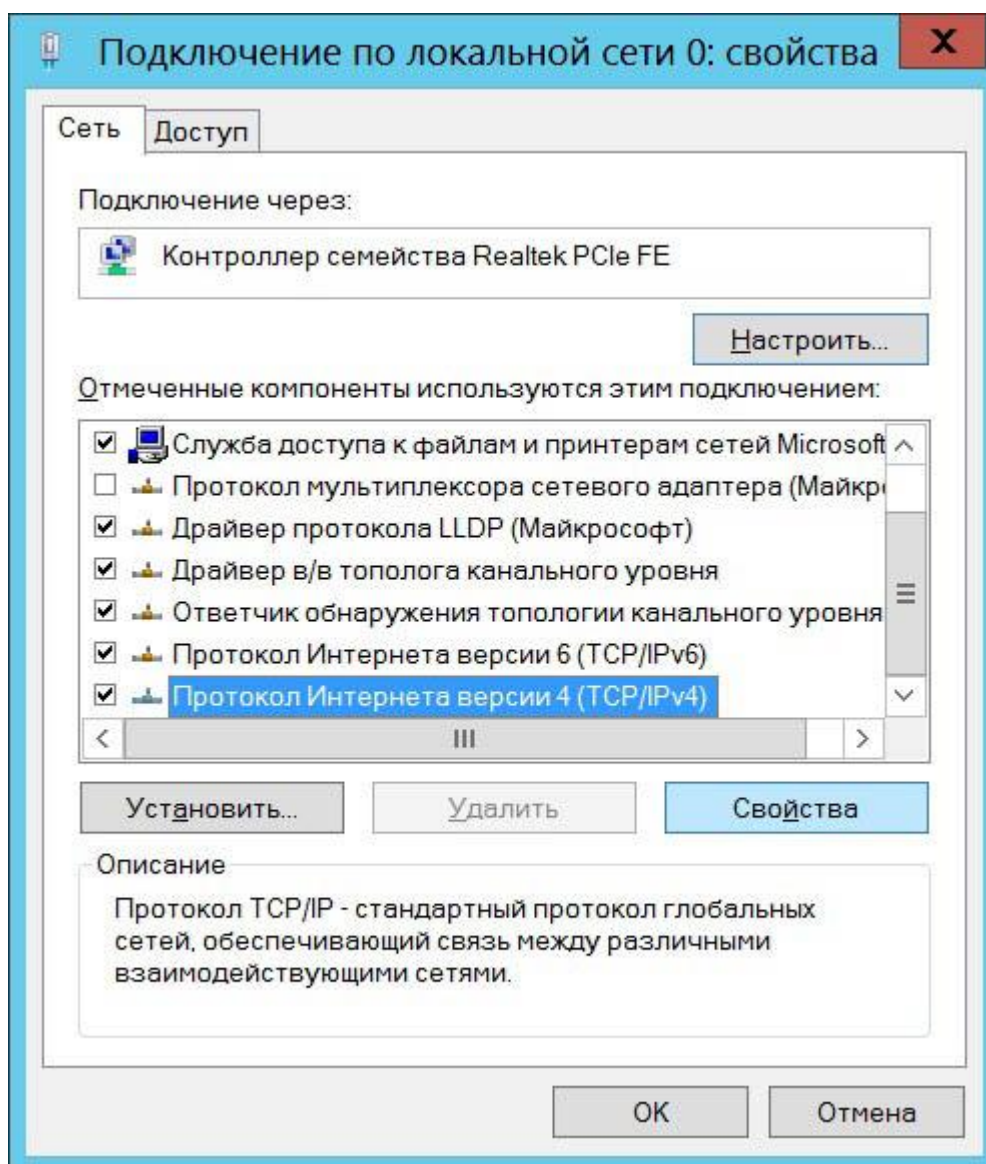 Подключение по локальной сети 0: свойства
Сеть
Доступ
Подключение через:
Контроллер семейства Realtek PCIe FE
Настроить...
Отмеченные компоненты используются этим подключением:
Служба доступа к файлам и принтерам сетей Microsoft
Протокол мультиплексора сетевого адаптера (Майкр
Драйвер протокола LLDP (Майкрософт)
Драйвер в/в тополога канального уровня
Ответчик обнаружения топологии канального уровня
Протокол Интернета версии 6 (TCP/IPv6)
Протокол Интернета версии 4 (TCP/IPv4)
Установить...
Удалить
Свойства
Описание
Протокол TCP/IP - стандартный протокол глобальных
сетей, обеспечивающий связь между различными
взаимодействующими сетями.
OK
Отмена